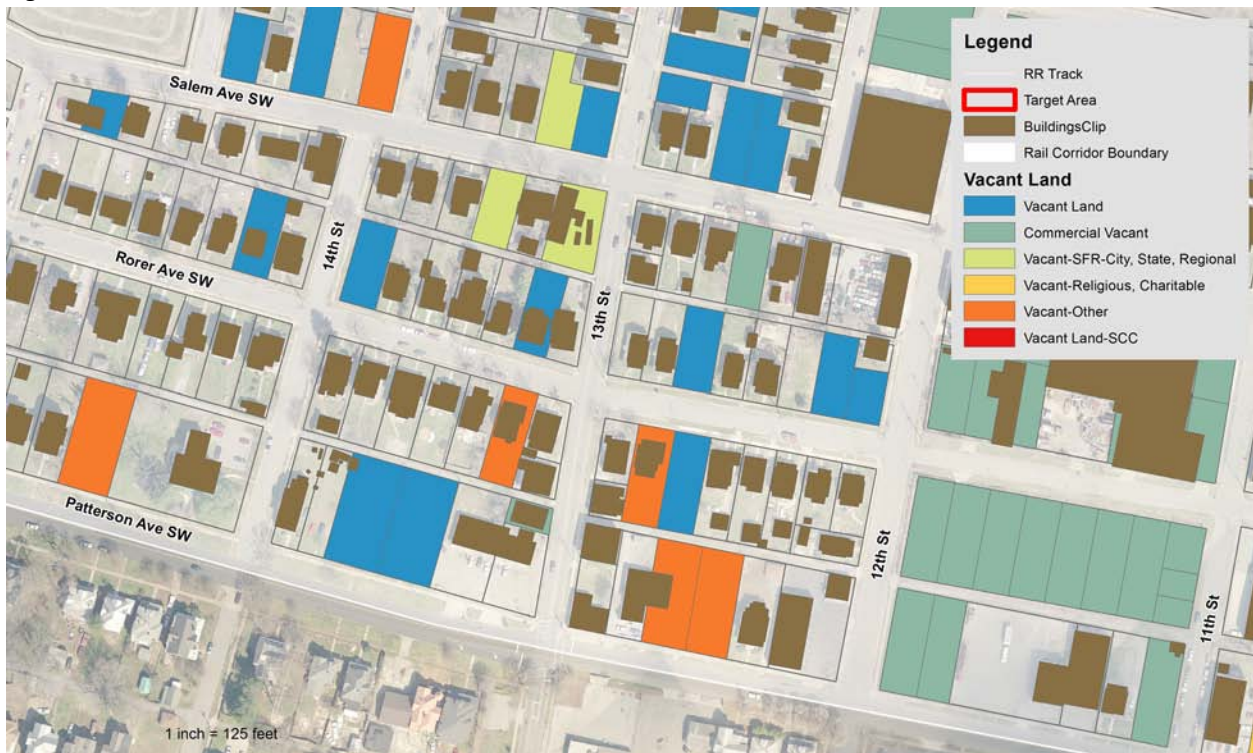 Legend
RR Track
Target Area
BuildingsClip
Rail Corridor Boundary
Vacant Land
Vacant Land
Commercial Vacant
Vacant-SFR-City, State, Regional
Vacant-Religious, Charitable
Vacant-Other
Vacant Land-SCC
Salem Ave SW
Rorer Ave SW
Patterson Ave SW
14th St
13th St
12th St
11th St
1 inch = 125 feet